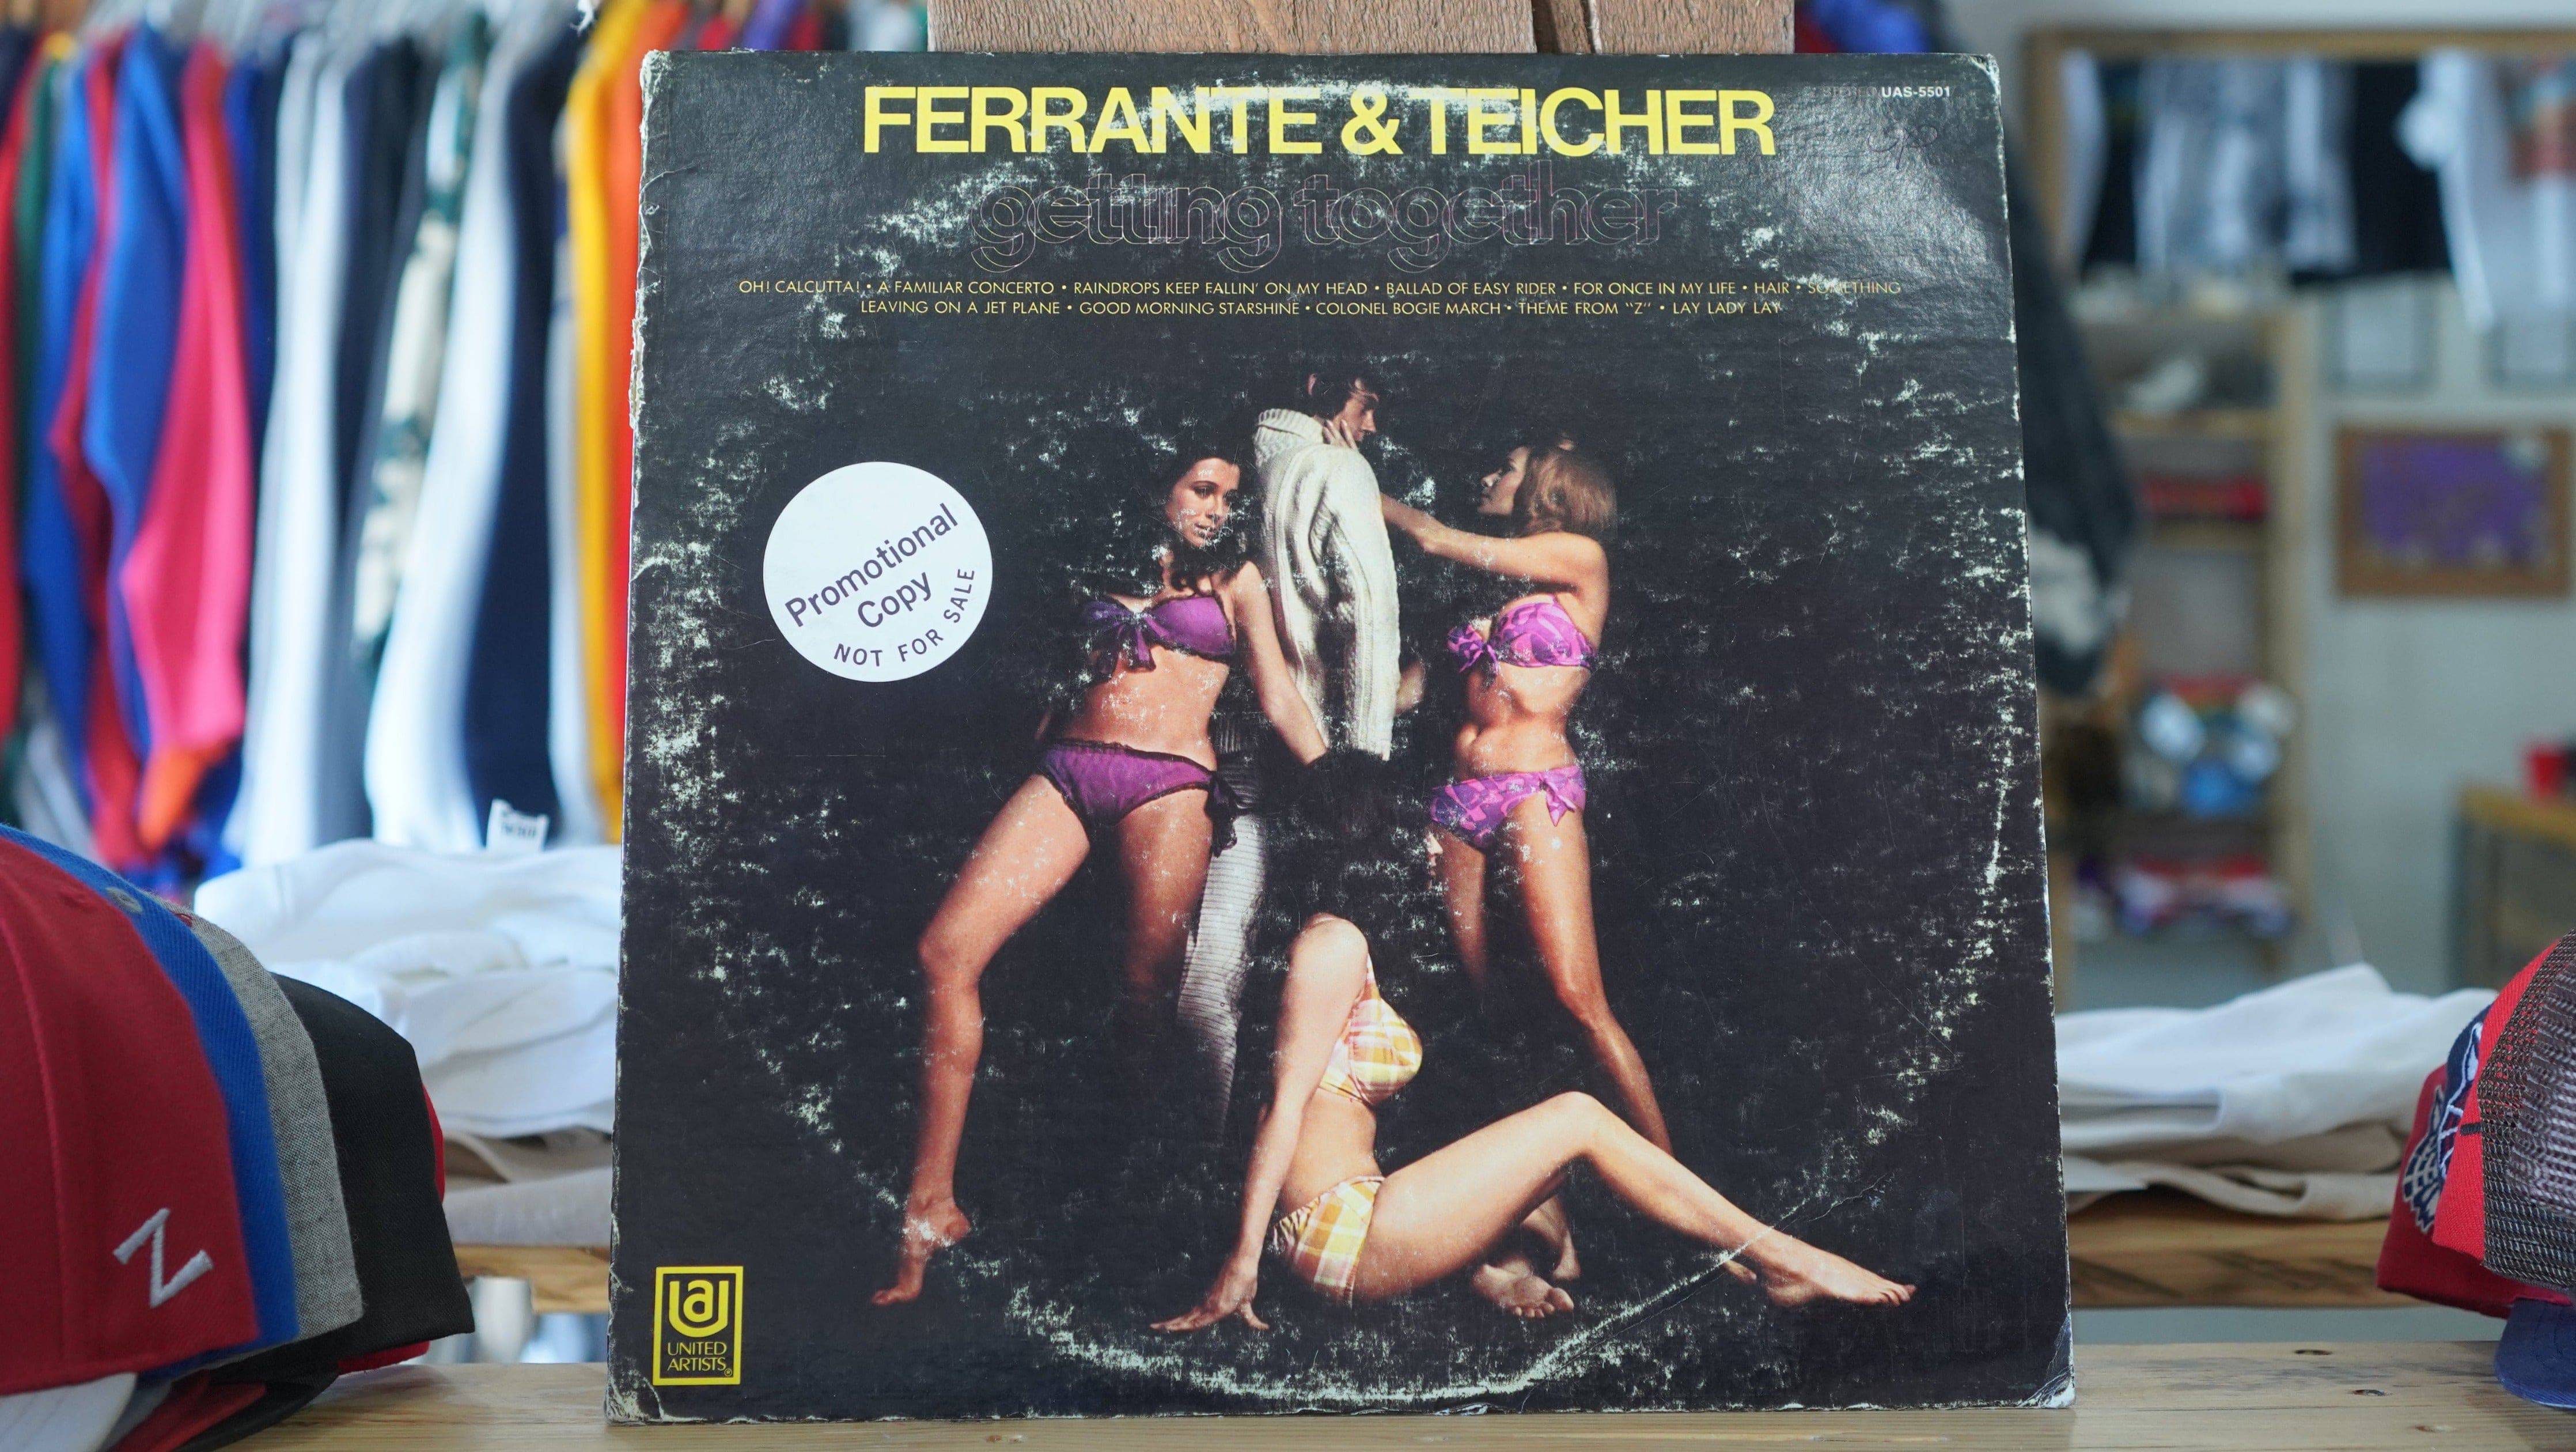 FERRANTE & TEICHER
STEREO UAS-5501
getting together
OH! CALCUTTA! • A FAMILIAR CONCERTO • RAINDROPS KEEP FALLIN' ON MY HEAD • BALLAD OF EASY RIDER • FOR ONCE IN MY LIFE • HAIR • SOMETHING
LEAVING ON A JET PLANE • GOOD MORNING STARSHINE • COLONEL BOGIE MARCH • THEME FROM "Z" • LAY LADY LAY
Promotional
Copy
NOT FOR SALE
Z
UA
UNITED
ARTISTS